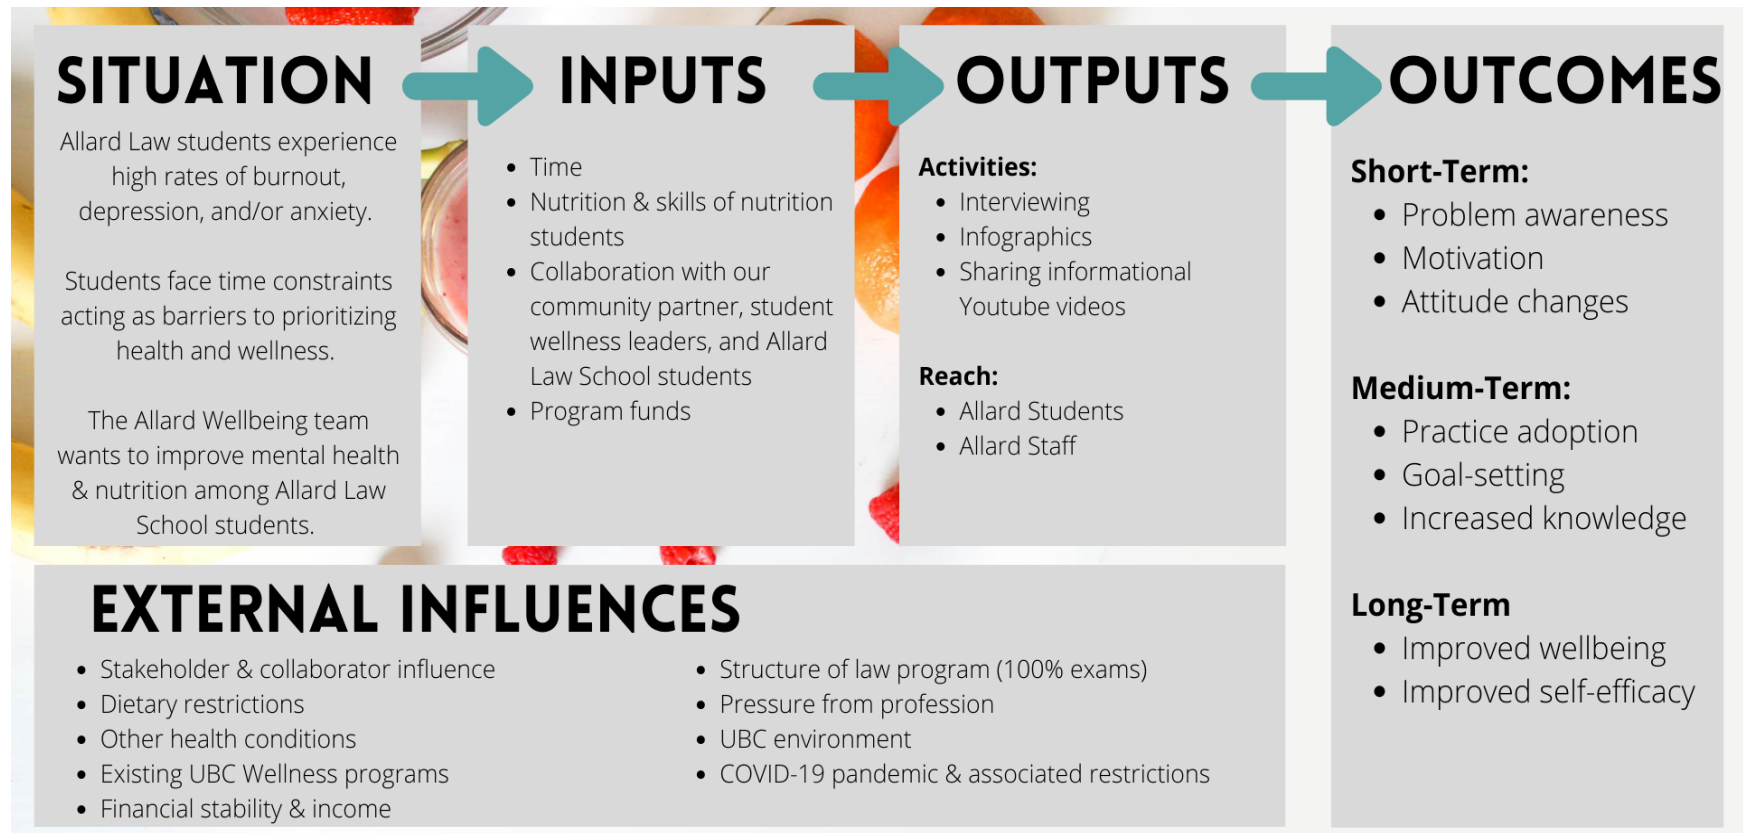 SITUATION
Allard Law students experience
high rates of burnout,
depression, and/or anxiety.
Students face time constraints
acting as barriers to prioritizing
health and wellness.
The Allard Wellbeing team
wants to improve mental health
& nutrition among Allard Law
School students.
INPUTS
• Time
• Nutrition & skills of nutrition
students
• Collaboration with our
community partner, student
wellness leaders, and Allard
Law School students
• Program funds
OUTPUTS
Activities:
• Interviewing
• Infographics
• Sharing informational
Youtube videos
Reach:
• Allard Students
• Allard Staff
OUTCOMES
Short-Term:
• Problem awareness
• Motivation
• Attitude changes
Medium-Term:
• Practice adoption
• Goal-setting
• Increased knowledge
Long-Term
• Improved wellbeing
• Improved self-efficacy
EXTERNAL INFLUENCES
• Stakeholder & collaborator influence
• Dietary restrictions
• Other health conditions
• Existing UBC Wellness programs
• Financial stability & income
• Structure of law program (100% exams)
• Pressure from profession
• UBC environment
• COVID-19 pandemic & associated restrictions